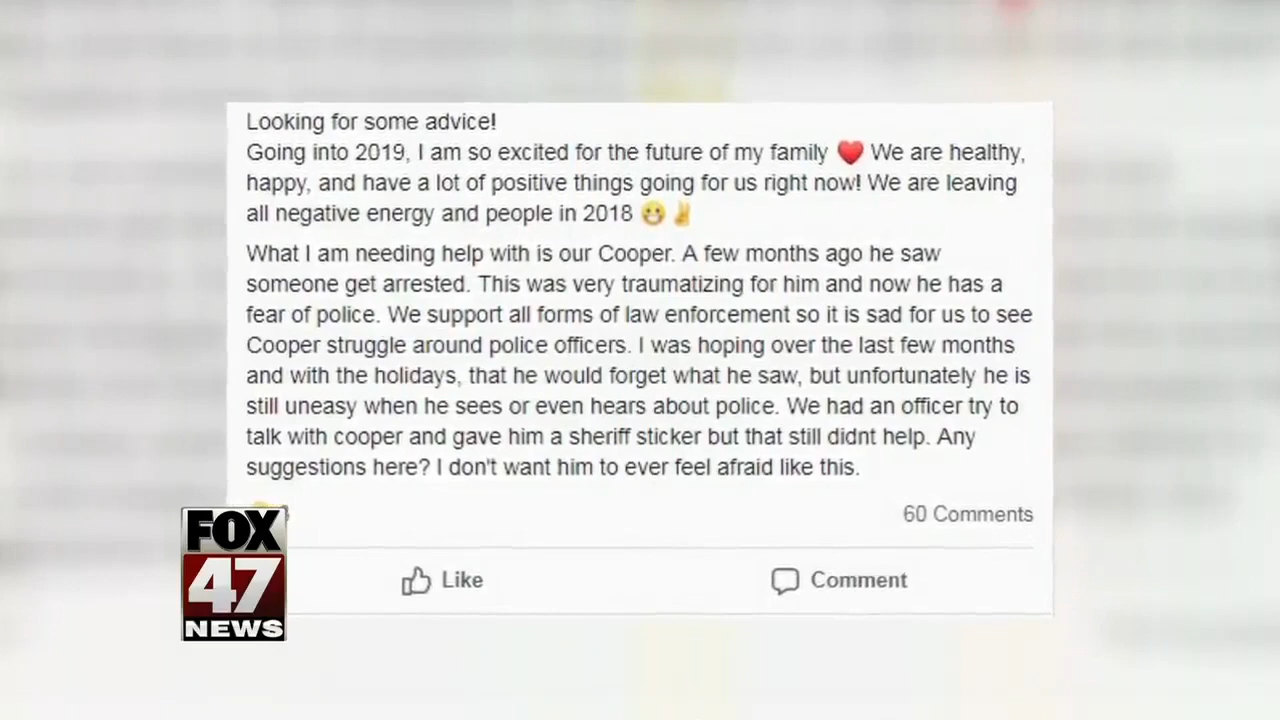 Looking for some advice!
Going into 2019, I am so excited for the future of my family ❤ We are healthy,
happy, and have a lot of positive things going for us right now! We are leaving
all negative energy and people in 2018 😁✌
What I am needing help with is our Cooper. A few months ago he saw
someone get arrested. This was very traumatizing for him and now he has a
fear of police. We support all forms of law enforcement so it is sad for us to see
Cooper struggle around police officers. I was hoping over the last few months
and with the holidays, that he would forget what he saw, but unfortunately he is
still uneasy when he sees or even hears about police. We had an officer try to
talk with cooper and gave him a sheriff sticker but that still didnt help. Any
suggestions here? I don't want him to ever feel afraid like this.
60 Comments
Like
Comment
FOX
47
NEWS